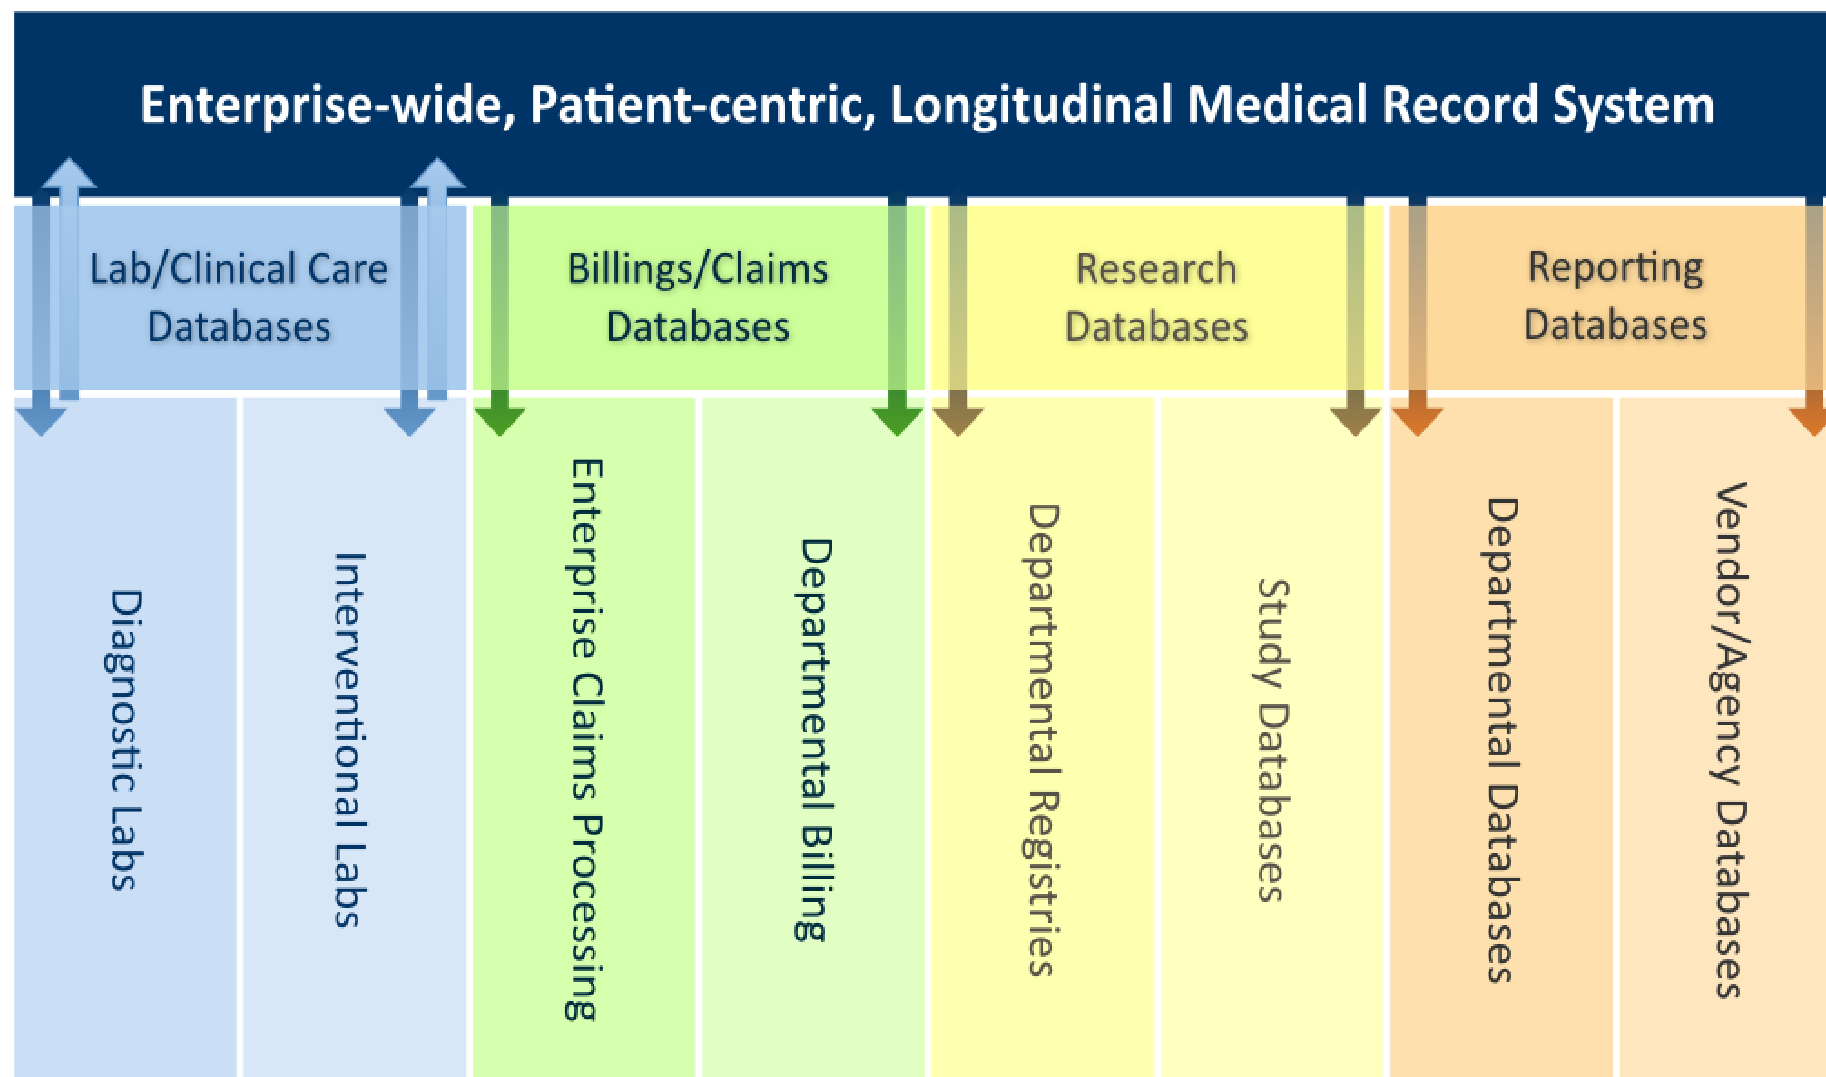 Enterprise-wide, Patient-centric, Longitudinal Medical Record System
Lab/Clinical Care
Databases
Billings/Claims
Databases
Research
Databases
Reporting
Databases
Diagnostic Labs
Interventional Labs
Enterprise Claims Processing
Departmental Billing
Departmental Registries
Study Databases
Departmental Databases
Vendor/Agency Databases